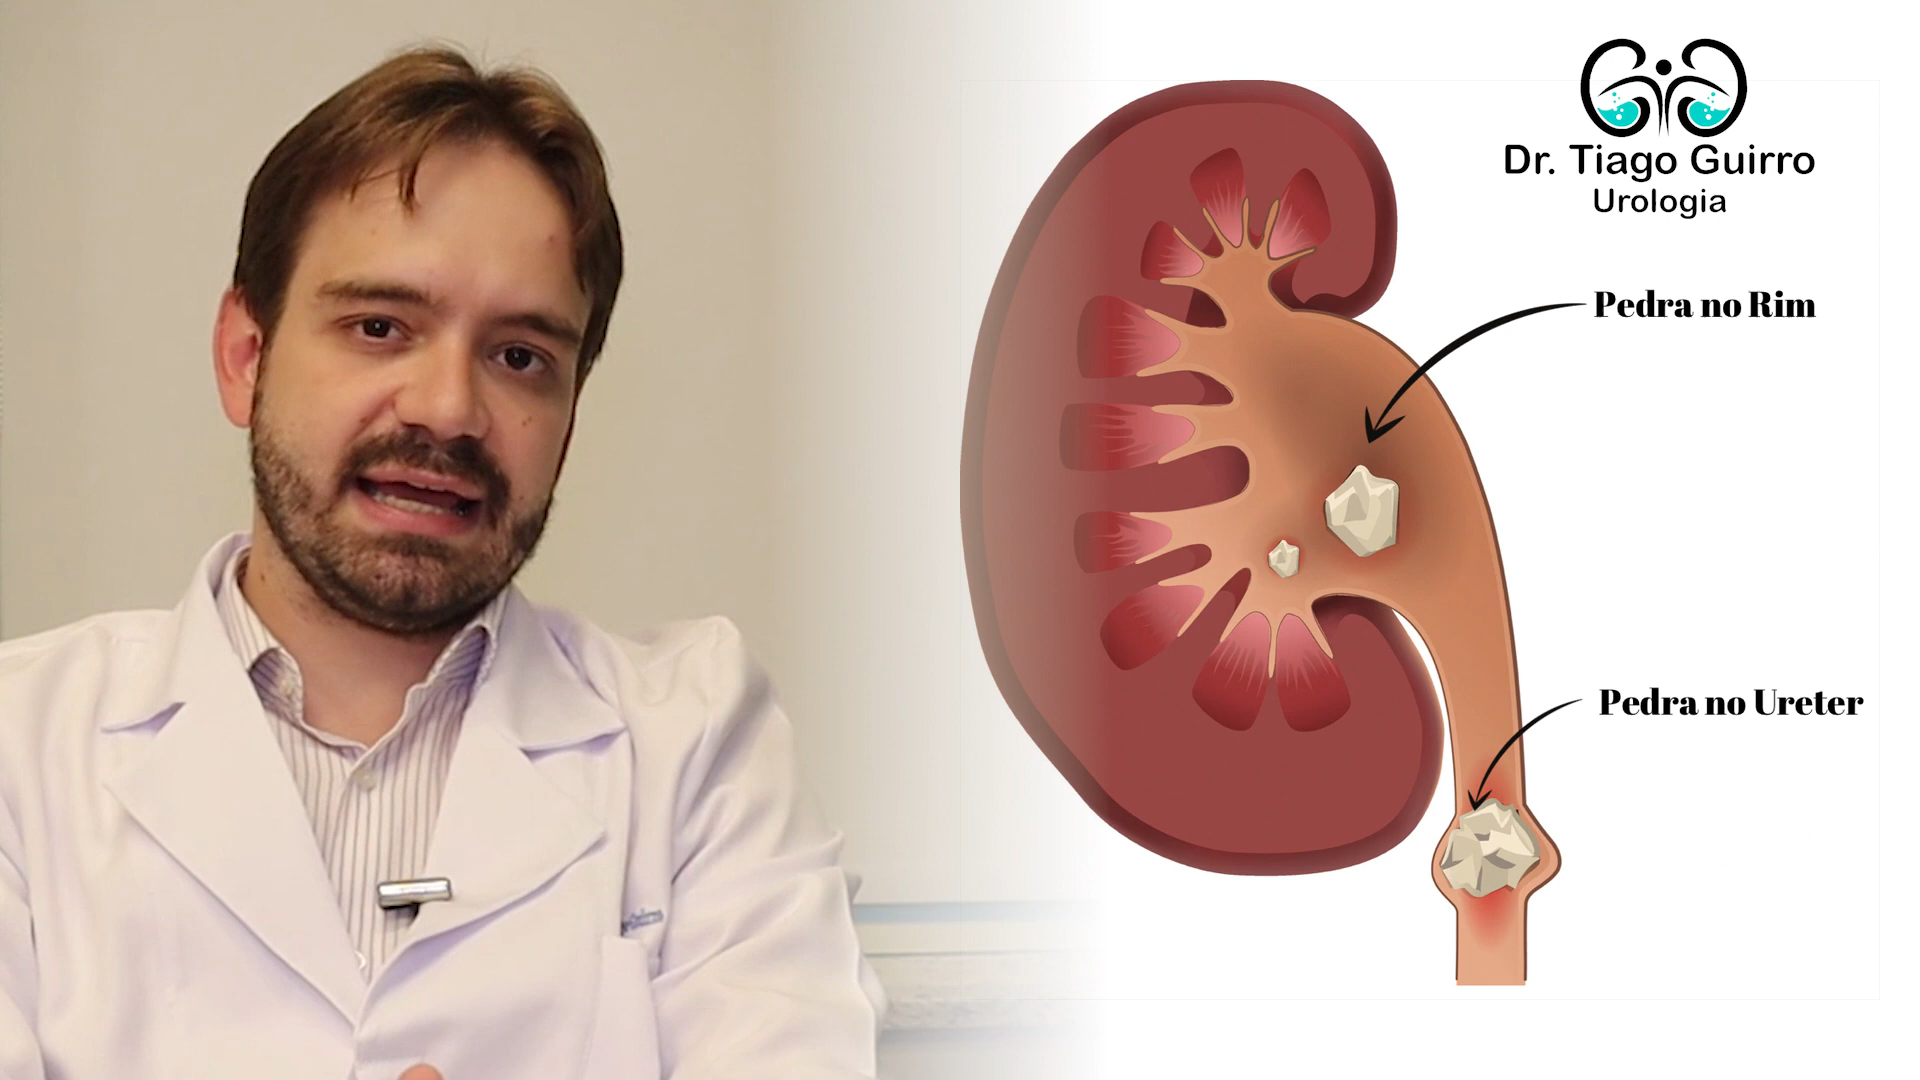 Dr. Tiago Guirro
Urologia
Pedra no Rim
Pedra no Ureter